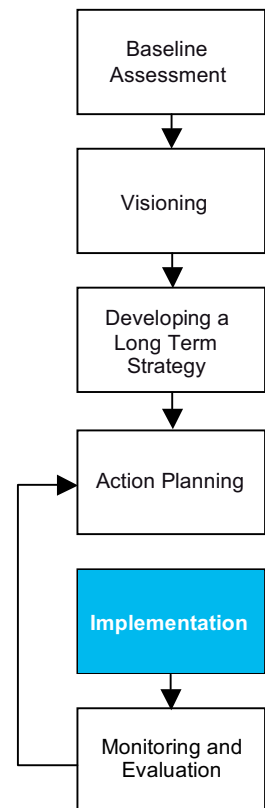 Baseline
Assessment
Visioning
Developing a
Long Term
Strategy
Action Planning
Implementation
Monitoring and
Evaluation